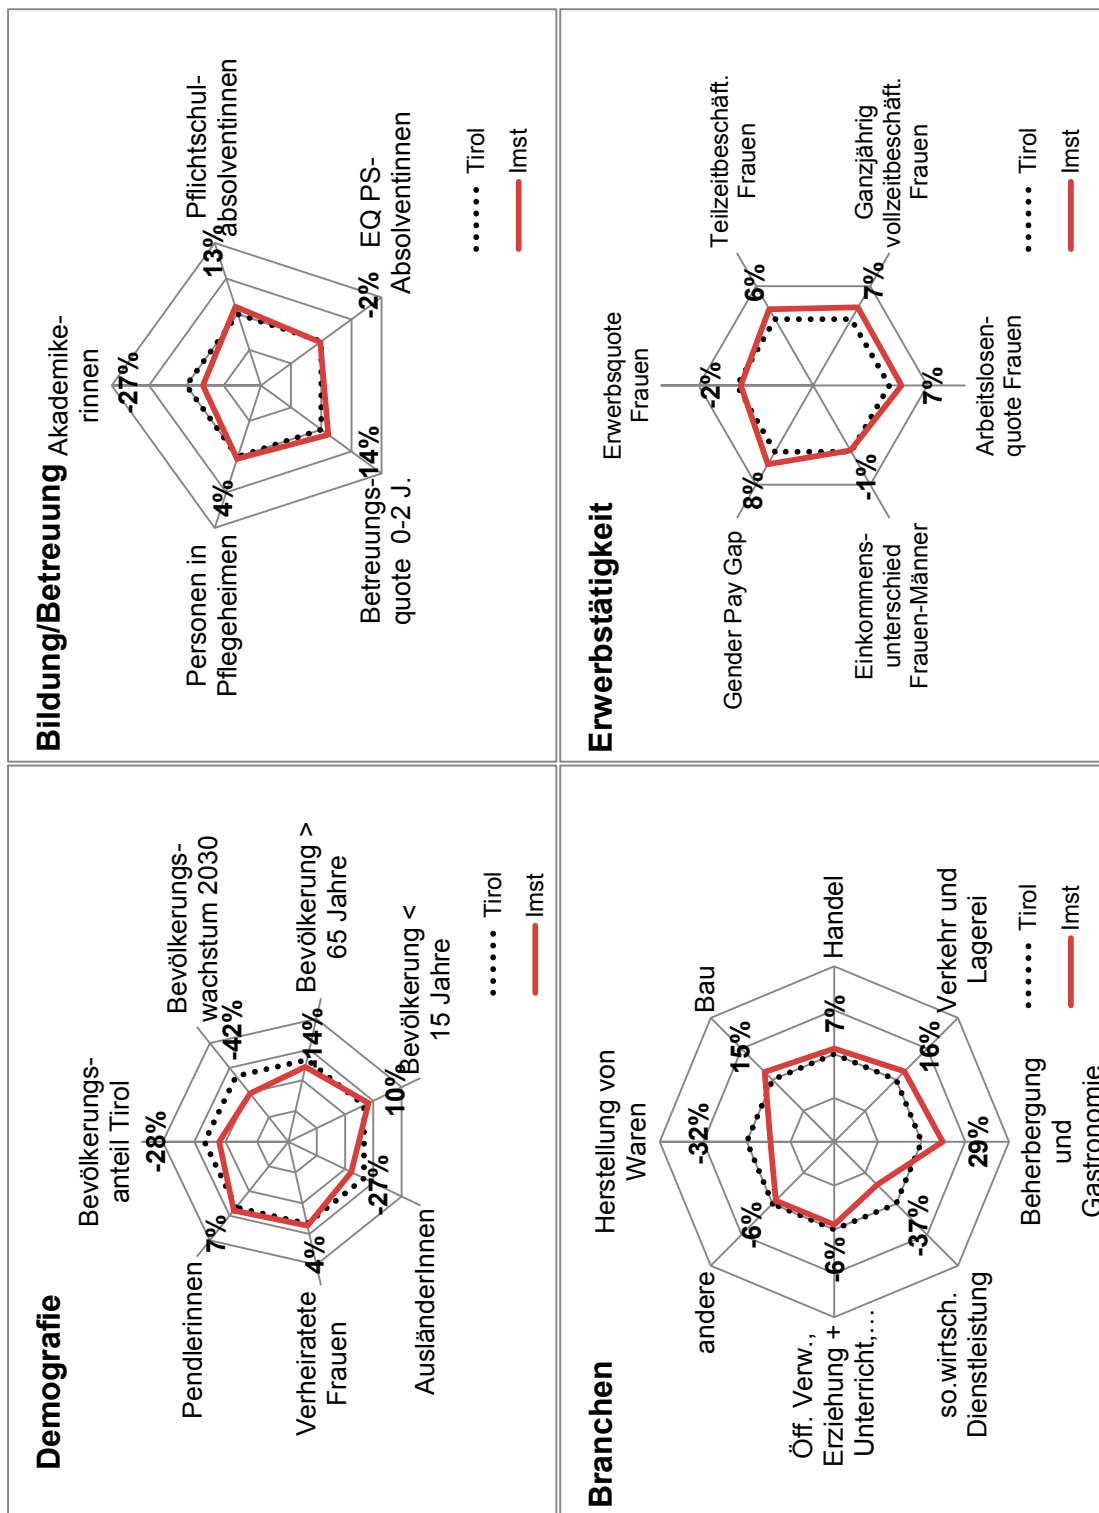 Demografie
Bevölkerungs-
anteil Tirol
-28%
Bevölkerungs-
wachstum 2030
-42%
Bevölkerung >
65 Jahre
-14%
Bevölkerung <
15 Jahre
10%
AusländerInnen
-27%
Verheiratete
Frauen
4%
Pendlerinnen
7%
Tirol
Imst
Bildung/Betreuung
Akademike-
rinnen
-27%
Pflichtschul-
absolventinnen
13%
EQ PS-
Absolventinnen
-2%
Betreuungs-
quote 0-2 J.
14%
Personen in
Pflegeheimen
4%
Tirol
Imst
Branchen
Herstellung von
Waren
-32%
Bau
15%
Handel
7%
Verkehr und
Lagerei
16%
Beherbergung
und
Gastronomie
29%
so.wirtsch.
Dienstleistung
-37%
Öff. Verw.,
Erziehung +
Unterricht,…
-6%
andere
-6%
Tirol
Imst
Erwerbstätigkeit
Erwerbsquote
Frauen
-2%
Teilzeitbeschäft.
Frauen
6%
Ganzjährig
vollzeitbeschäft.
Frauen
7%
Arbeitslosen-
quote Frauen
7%
Einkommens-
unterschied
Frauen-Männer
-1%
Gender Pay Gap
8%
Tirol
Imst